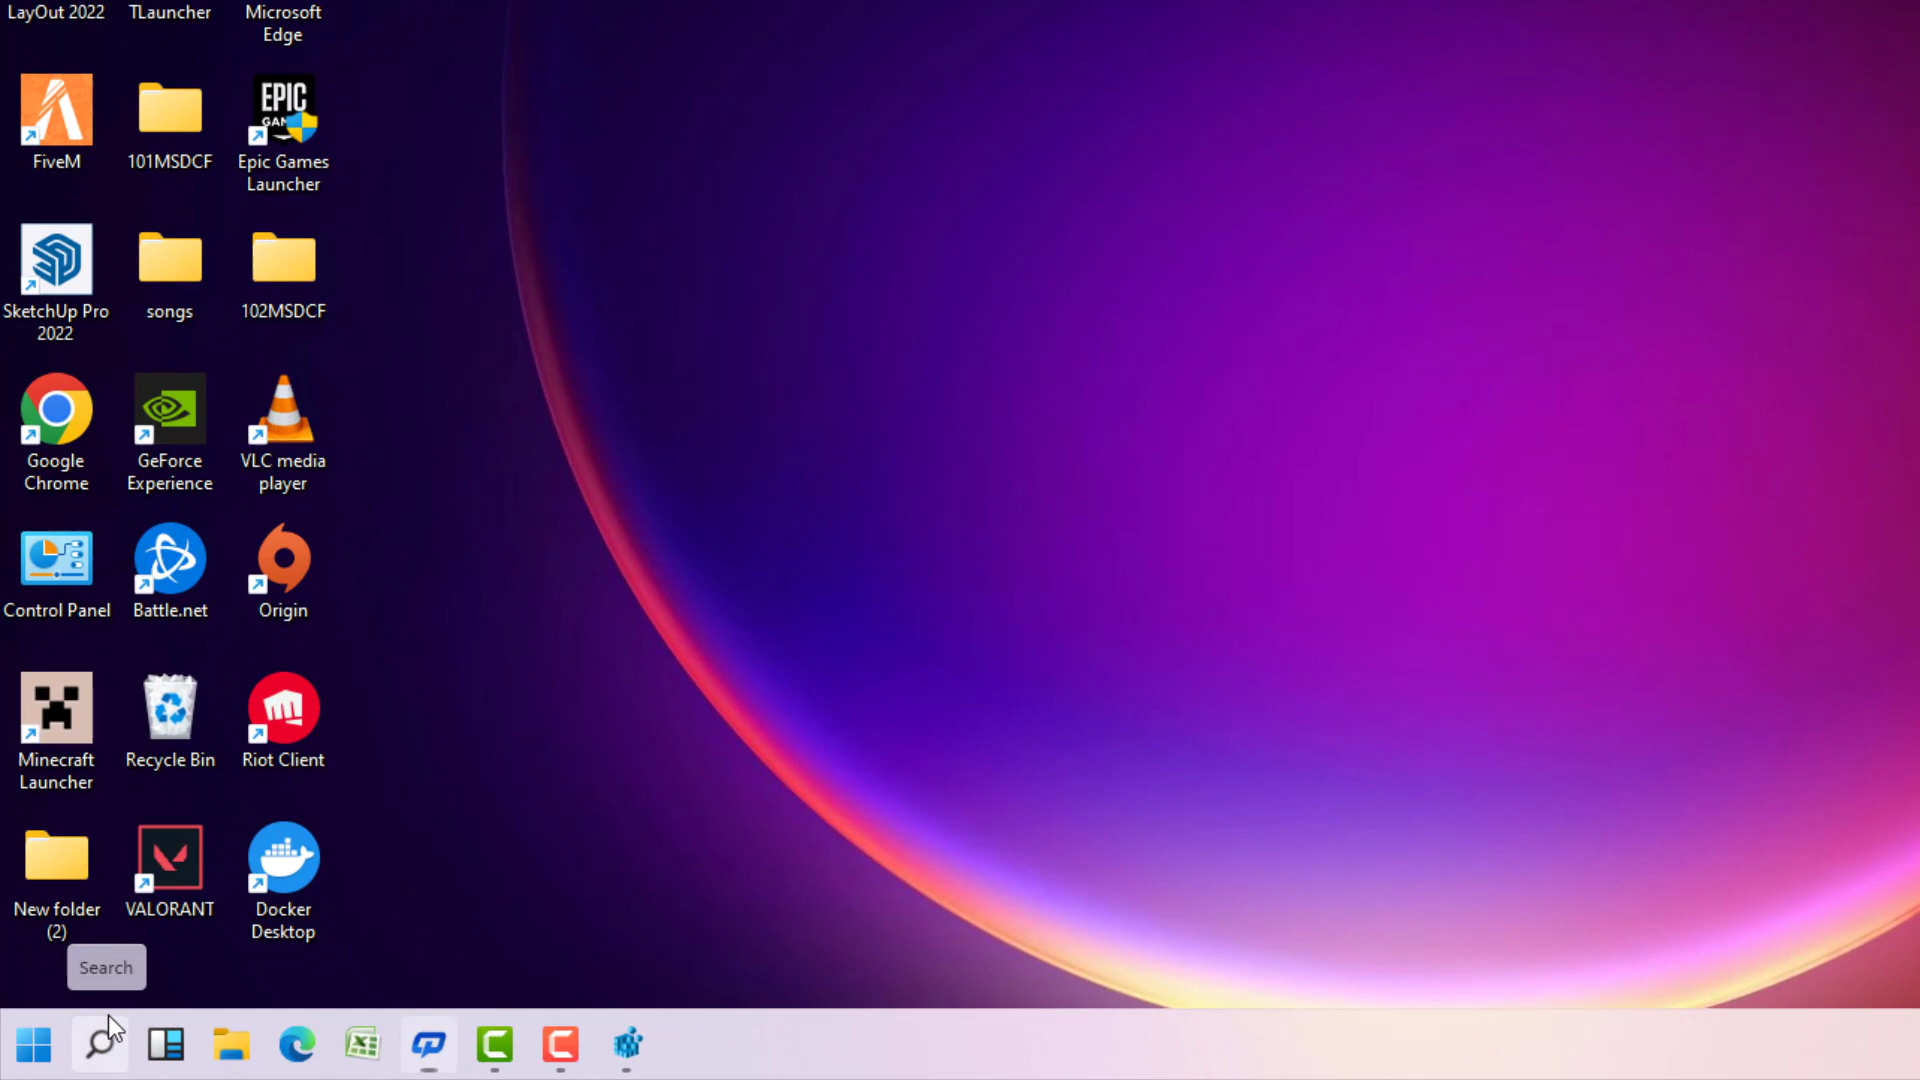 LayOut 2022
TLauncher
Microsoft
Edge
FiveM
101MSDCF
EPIC
GAM
Epic Games
Launcher
SketchUp Pro
2022
songs
102MSDCF
Google
Chrome
GeForce
Experience
VLC media
player
Control Panel
Battle.net
Origin
Minecraft
Launcher
Recycle Bin
Riot Client
New folder
(2)
VALORANT
Docker
Desktop
Search